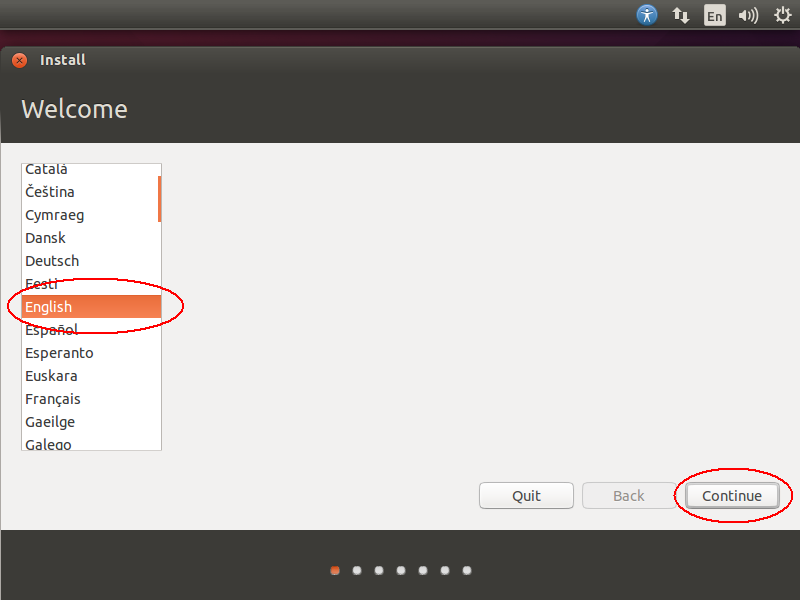 En
Install
Welcome
Català
Čeština
Cymraeg
Dansk
Deutsch
Eesti
English
Español
Esperanto
Euskara
Français
Gaeilge
Galego
Quit
Back
Continue